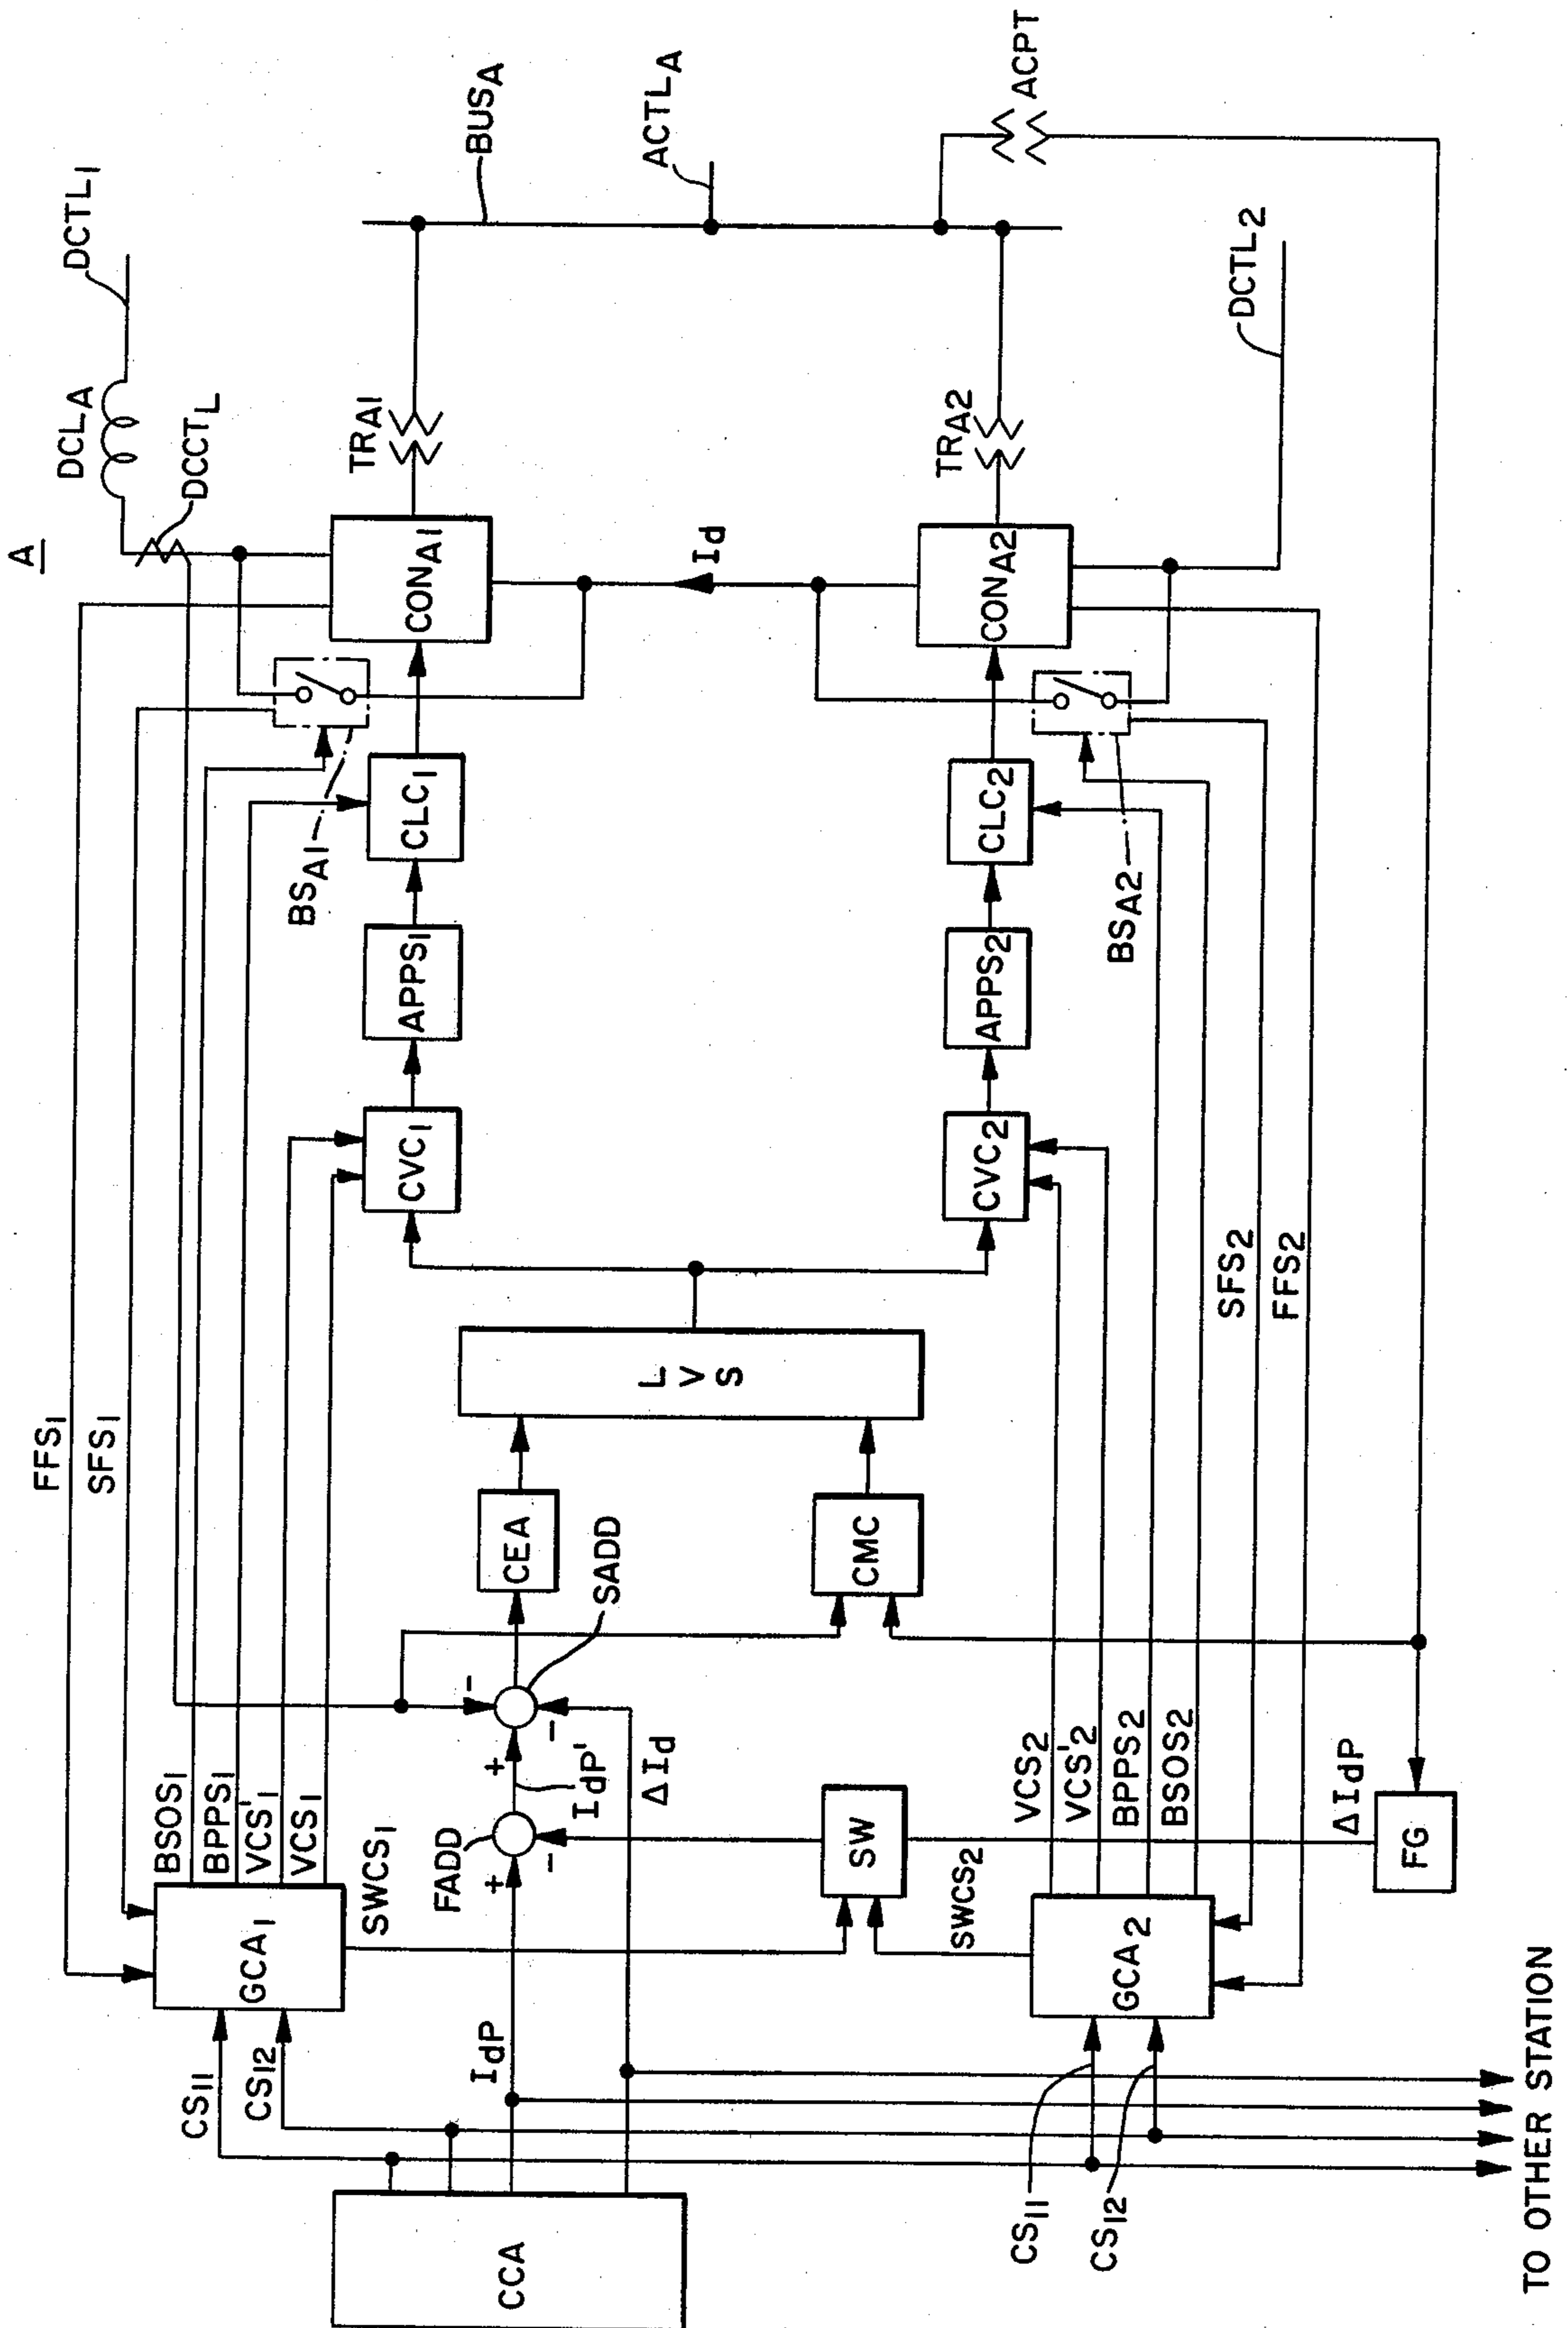 A
FFS1
SFS1
DCLA
DCTL1
DCCTL
BSOS1
BPPS1
VCS'1
VCS1
GCA1
CS11
CS12
SWCS1
CVC1
APPS1
CLC1
BSA1
CONA1
TRA1
BUSA
CCA
IdP
FADD
+
-
IdP'
+
-
-
SADD
CEA
ΔId
LVS
Id
ACTLA
SW
CMC
SWCS2
CVC2
APPS2
CLC2
CONA2
TRA2
ACPT
VCS2
VCS'2
BPPS2
BSOS2
GCA2
CS11
CS12
BSA2
SFS2
FFS2
DCTL2
ΔIdP
FG
TO OTHER STATION